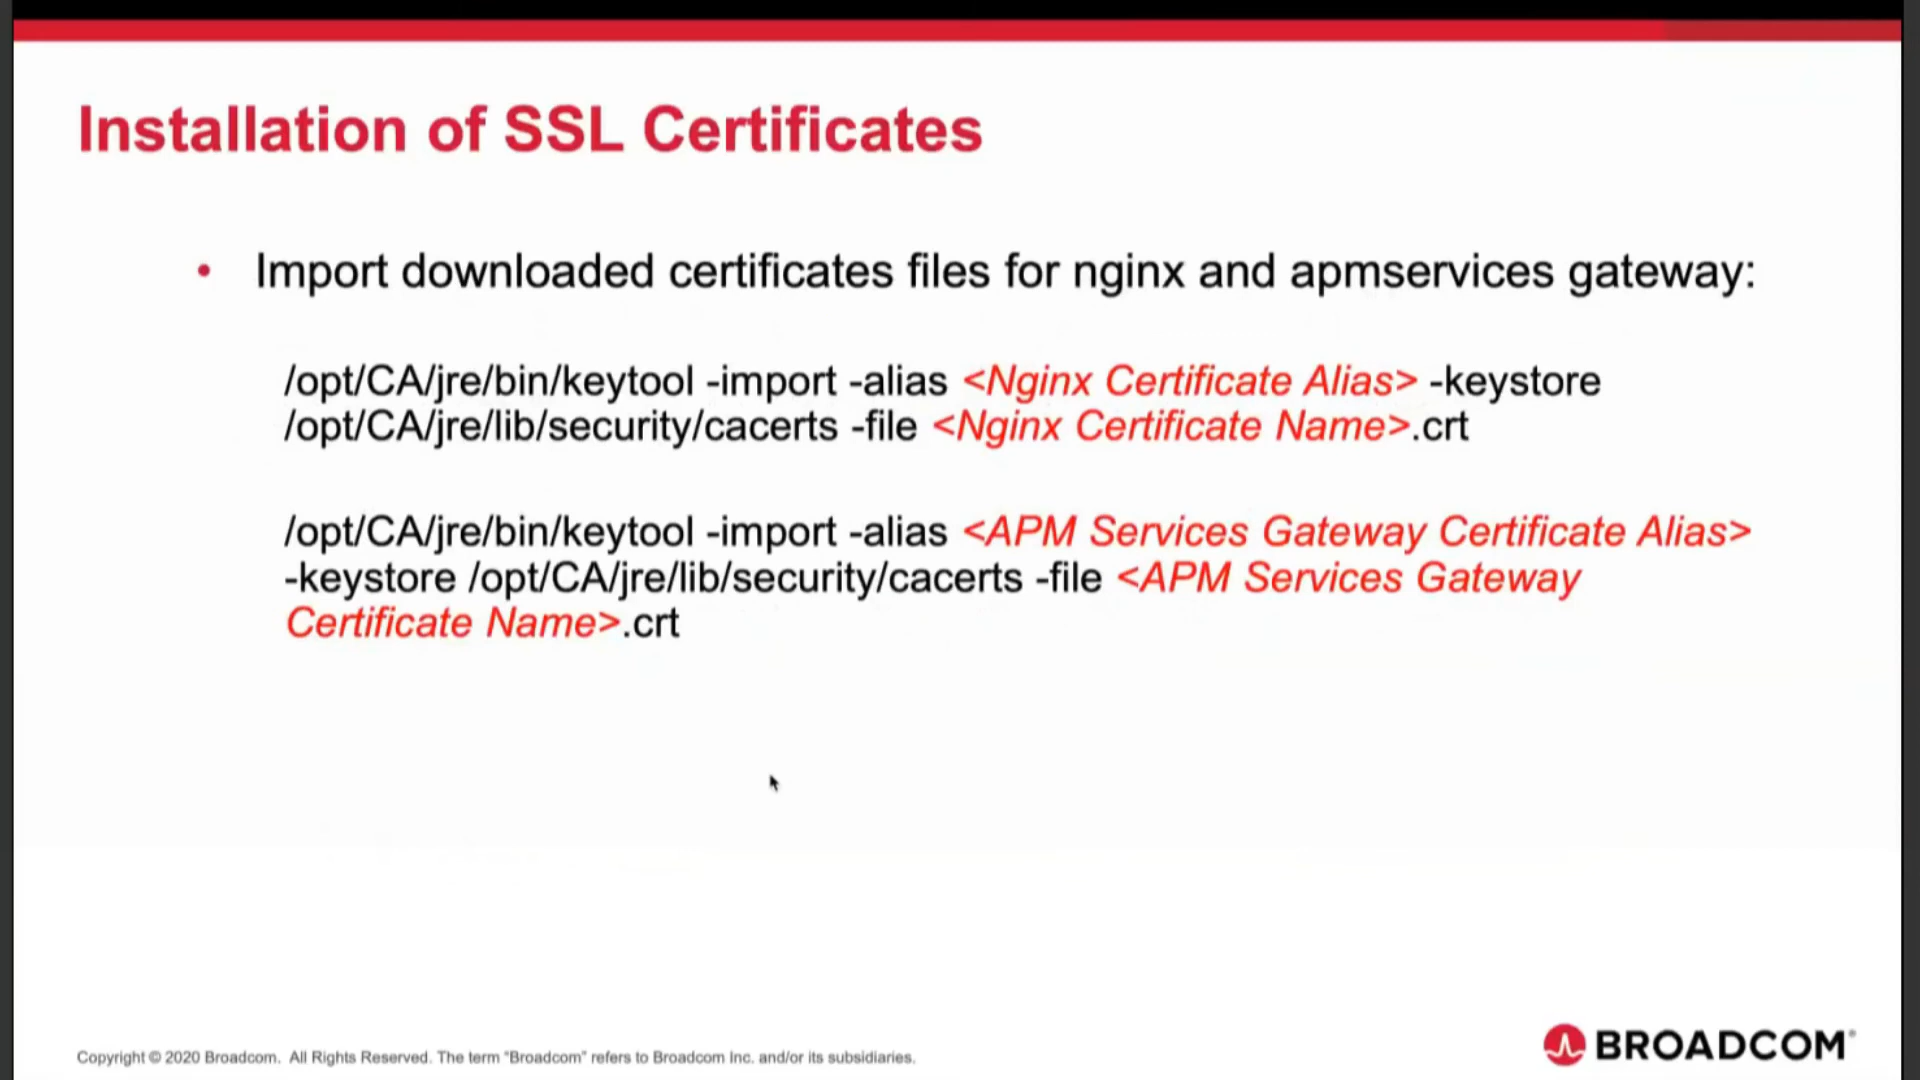 Installation of SSL Certificates
• Import downloaded certificates files for nginx and apmservices gateway:
/opt/CA/jre/bin/keytool -import -alias <Nginx Certificate Alias> -keystore
/opt/CA/jre/lib/security/cacerts -file <Nginx Certificate Name>.crt
/opt/CA/jre/bin/keytool -import -alias <APM Services Gateway Certificate Alias>
-keystore /opt/CA/jre/lib/security/cacerts -file <APM Services Gateway
Certificate Name>.crt
Copyright © 2020 Broadcom. All Rights Reserved. The term “Broadcom” refers to Broadcom Inc. and/or its subsidiaries.
BROADCOM®